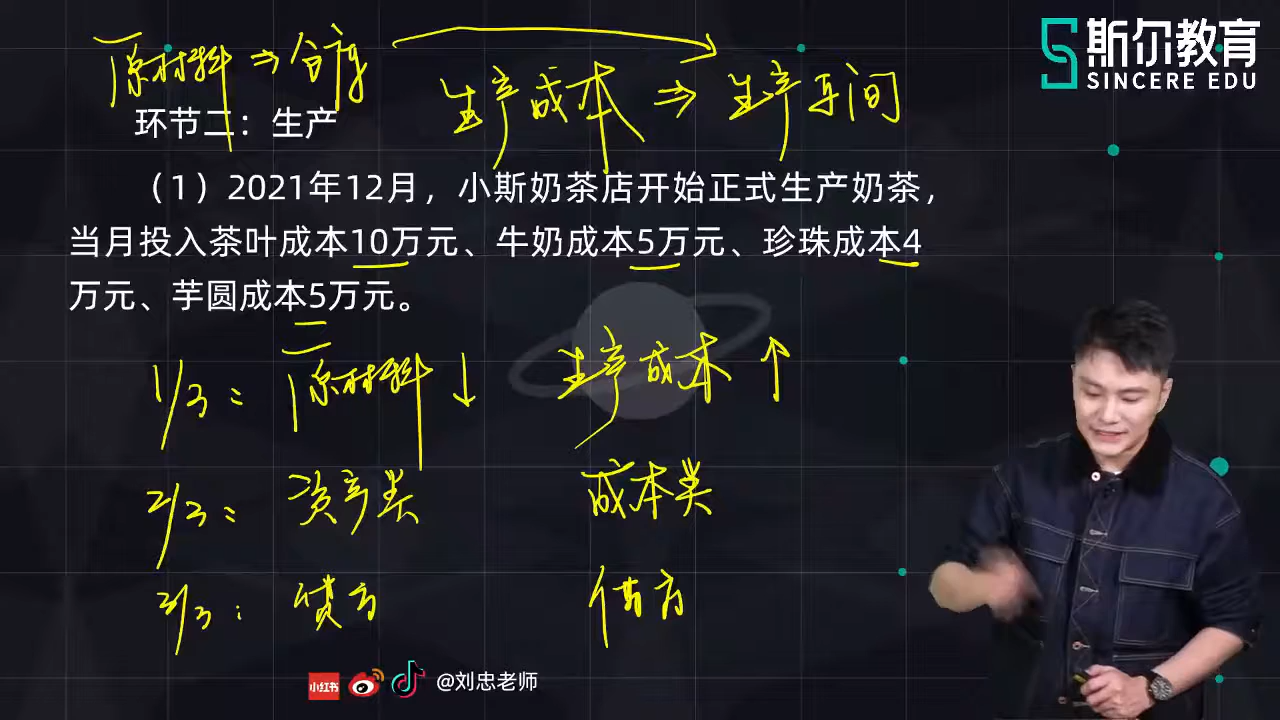 斯尔教育
SINCERE EDU
原材料 ⇒ 仓库
生产成本 ⇒ 生产车间
环节二：生产
（1）2021年12月，小斯奶茶店开始正式生产奶茶，
当月投入茶叶成本10万元、牛奶成本5万元、珍珠成本4
万元、芋圆成本5万元。
1/3： 原材料 ↓ 生产成本 ↑
2/3： 资产类 成本类
3/3： 贷方 借方
小红书 @刘忠老师